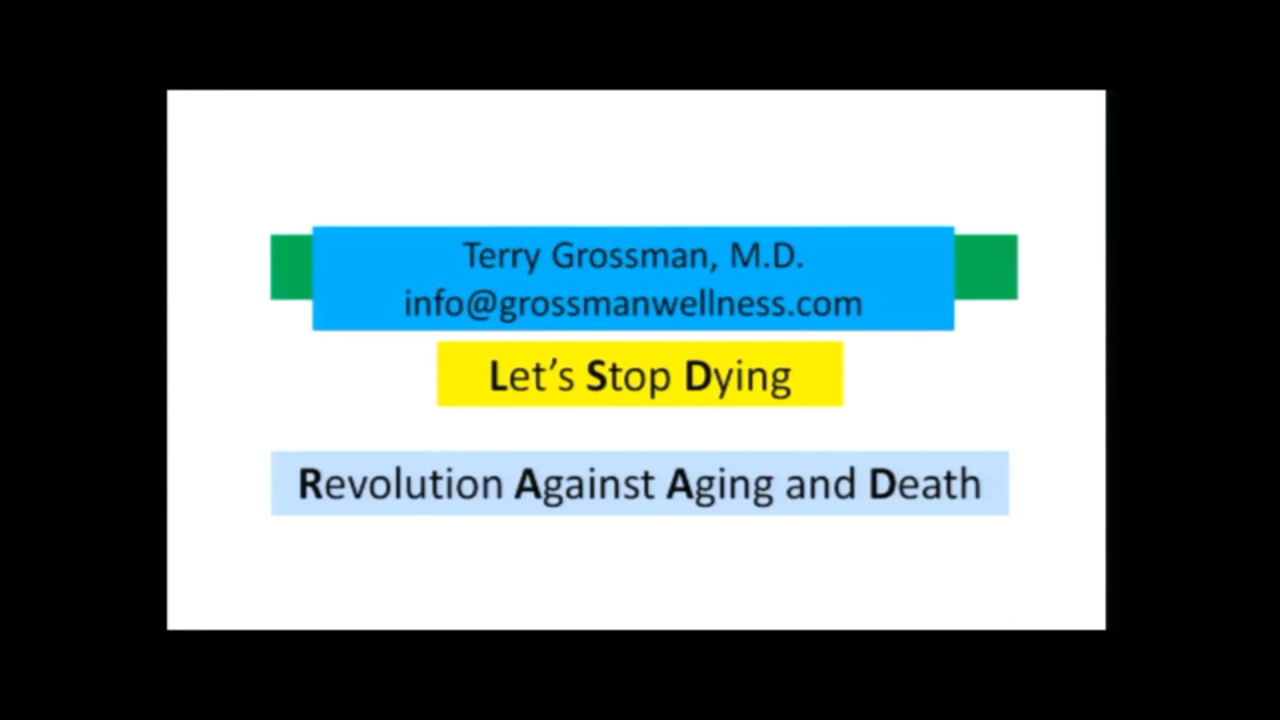 Terry Grossman, M.D.
info@grossmanwellness.com
Let’s Stop Dying
Revolution Against Aging and Death